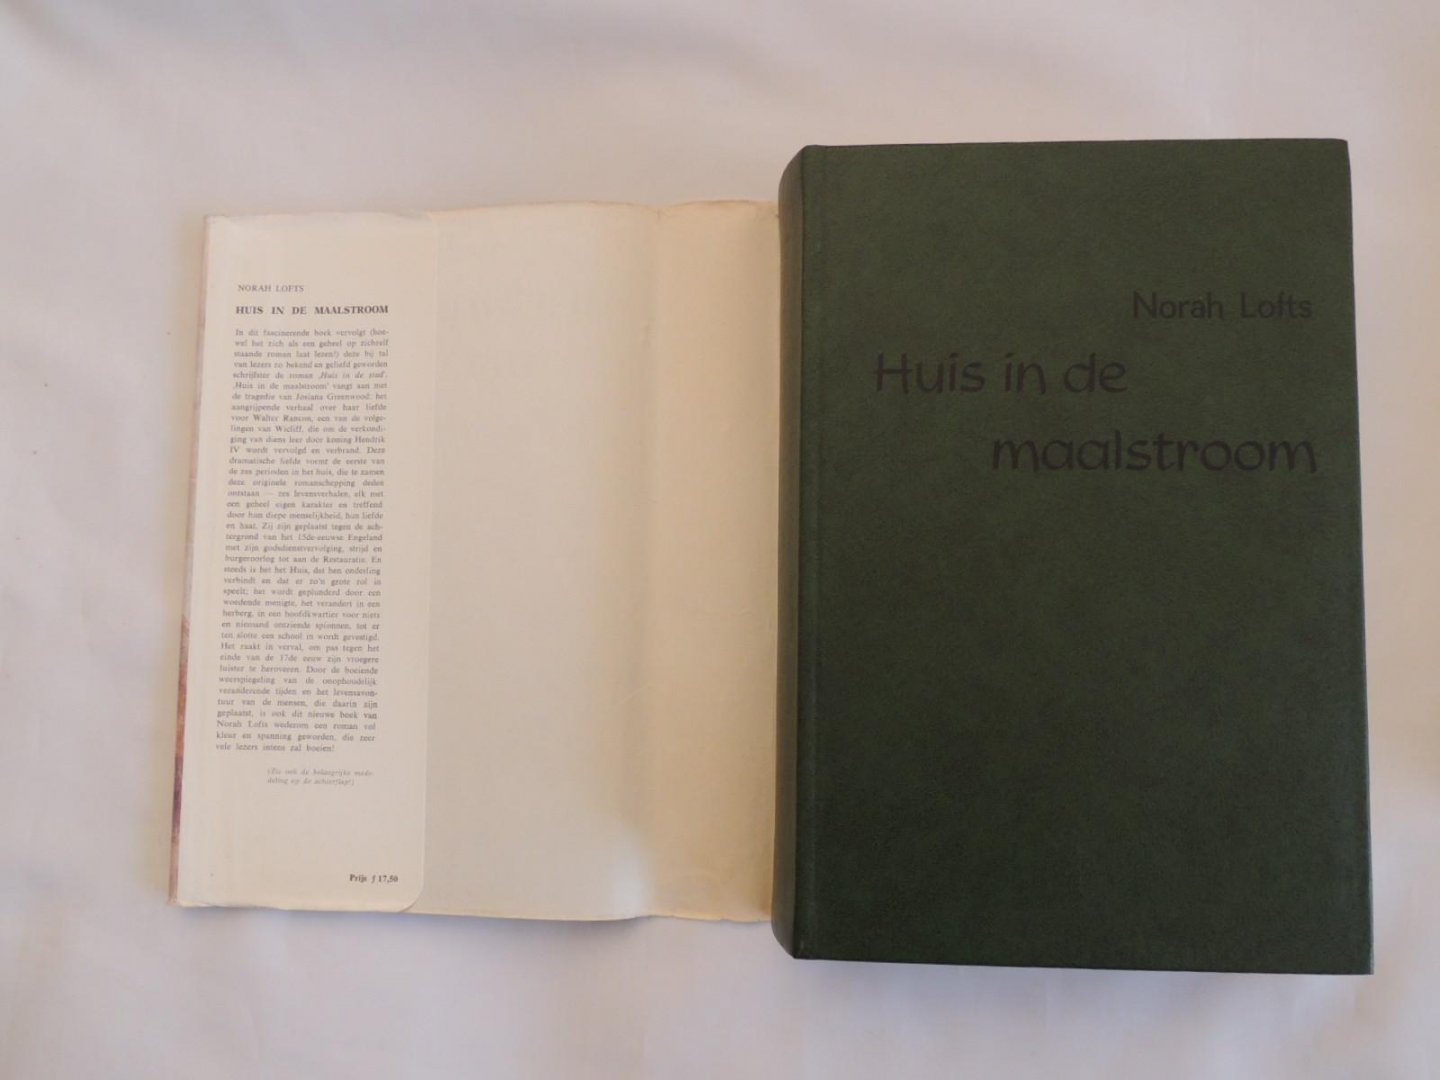 NORAH LOFTS
HUIS IN DE MAALSTROOM
In dit fascinerende boek vervolgt (hoe-
wel het zich als een geheel op zichzelf
staande roman laat lezen!) deze bij tal
van lezers zo bekend en geliefd geworden
schrijfster de roman ‚Huis in de stad’.
‚Huis in de maalstroom’ vangt aan met
de tragedie van Josiana Greenwood: het
aangrijpende verhaal over haar liefde
voor Walter Rancon, een van de volge-
lingen van Wicliff, die om de verkondi-
ging van diens leer door koning Hendrik
IV wordt vervolgd en verbrand. Deze
dramatische liefde vormt de eerste van
de zes perioden in het huis, die te zamen
deze originele romanschepping deden
ontstaan — zes levensverhalen, elk met
een geheel eigen karakter en treffend
door hun diepe menselijkheid, hun liefde
en haat. Zij zijn geplaatst tegen de ach-
tergrond van het 15de-eeuwse Engeland
met zijn godsdienstvervolging, strijd en
burgeroorlog tot aan de Restauratie. En
steeds is het het Huis, dat hen onderling
verbindt en dat er zo'n grote rol in
speelt; het wordt geplunderd door een
woedende menigte, het verandert in een
herberg, in een hoofdkwartier voor niets
en niemand ontziende spionnen, tot er
ten slotte een school in wordt gevestigd.
Het raakt in verval, om pas tegen het
einde van de 17de eeuw zijn vroegere
luister te heroveren. Door de boeiende
weerspiegeling van de onophoudelijk
veranderende tijden en het levensavon-
tuur van de mensen, die daarin zijn
geplaatst, is ook dit nieuwe boek van
Norah Lofts wederom een roman vol
kleur en spanning geworden, die zeer
vele lezers intens zal boeien!
(Zie ook de belangrijke mede-
deling op de achterflap!)
Prijs ƒ 17,50
Norah Lofts
Huis in de
maalstroom